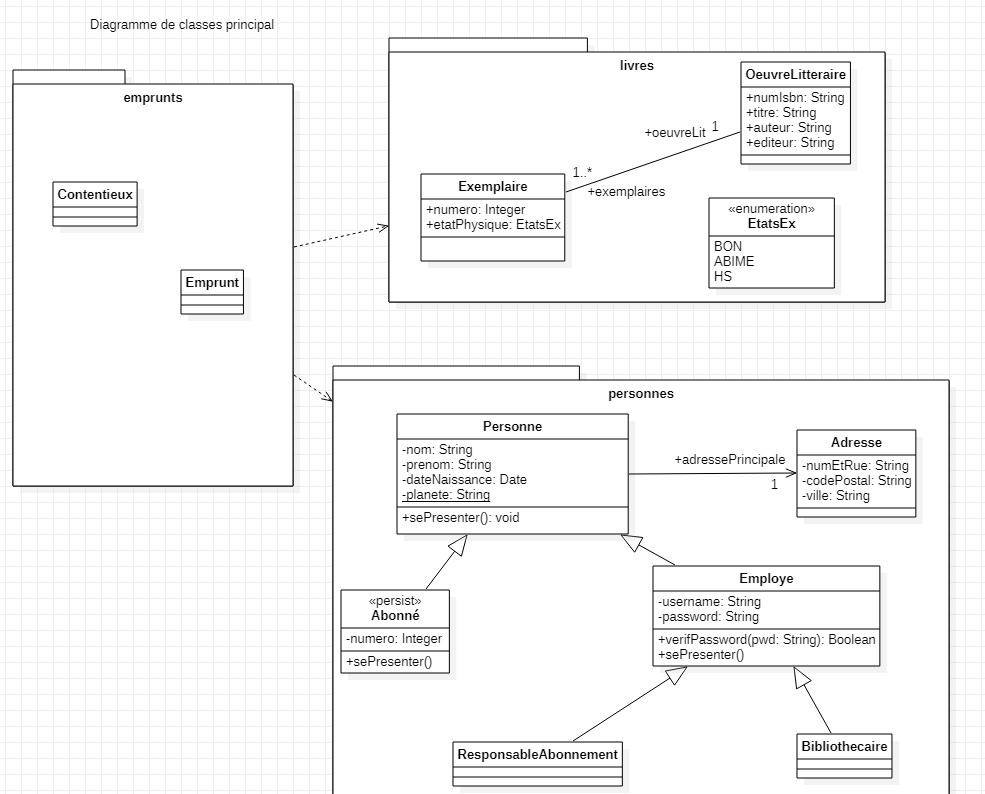 Diagramme de classes principal
emprunts
Contentieux
Emprunt
livres
OeuvreLitteraire
+numIsbn: String
+titre: String
+auteur: String
+editeur: String
+oeuvreLit
1
1..*
+exemplaires
Exemplaire
+numero: Integer
+etatPhysique: EtatsEx
«enumeration»
EtatsEx
BON
ABIME
HS
personnes
Personne
-nom: String
-prenom: String
-dateNaissance: Date
-planete: String
+sePresenter(): void
+adressePrincipale
1
Adresse
-numEtRue: String
-codePostal: String
-ville: String
«persist»
Abonné
-numero: Integer
+sePresenter()
Employe
-username: String
-password: String
+verifPassword(pwd: String): Boolean
+sePresenter()
ResponsableAbonnement
Bibliothecaire